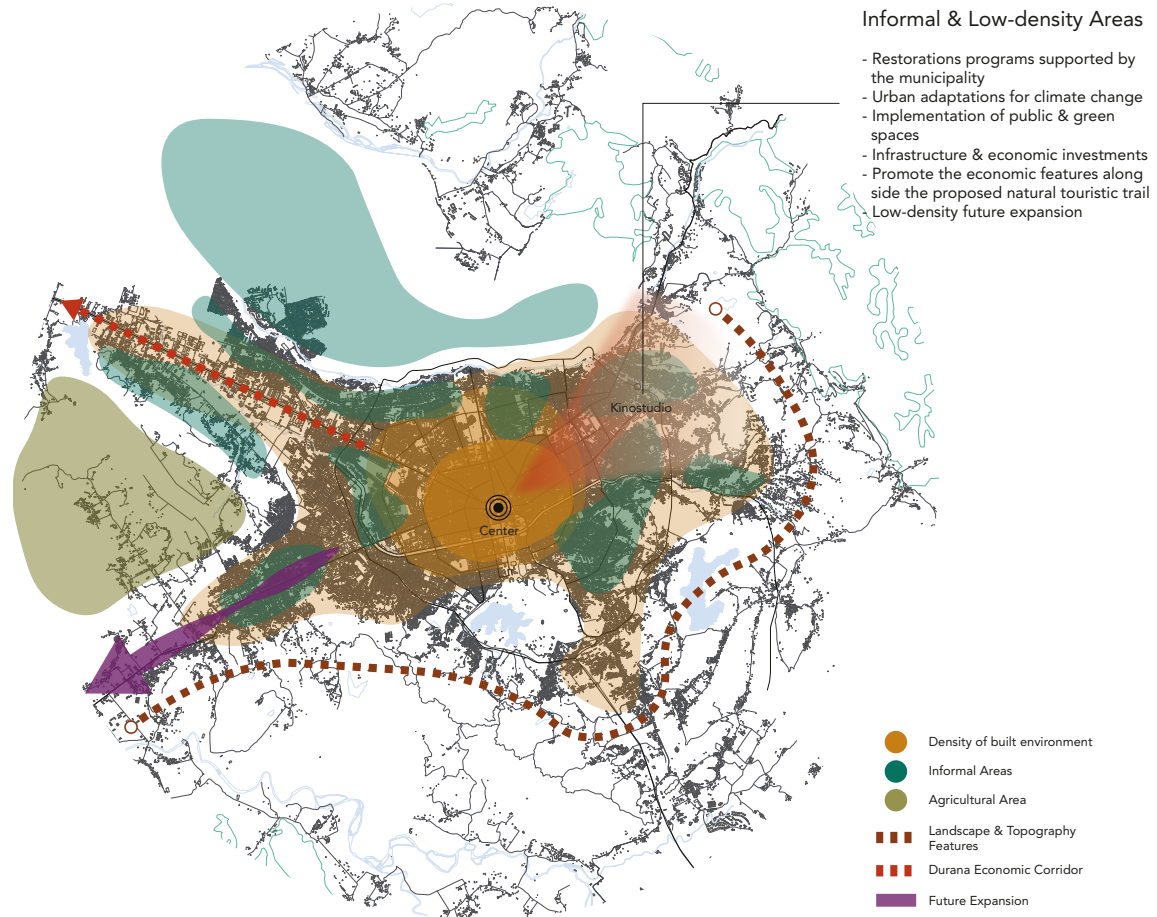 Informal & Low-density Areas
- Restorations programs supported by
the municipality
- Urban adaptations for climate change
- Implementation of public & green
spaces
- Infrastructure & economic investments
- Promote the economic features along
side the proposed natural touristic trail
- Low-density future expansion
Kinostudio
Center
Density of built environment
Informal Areas
Agricultural Area
Landscape & Topography
Features
Durana Economic Corridor
Future Expansion